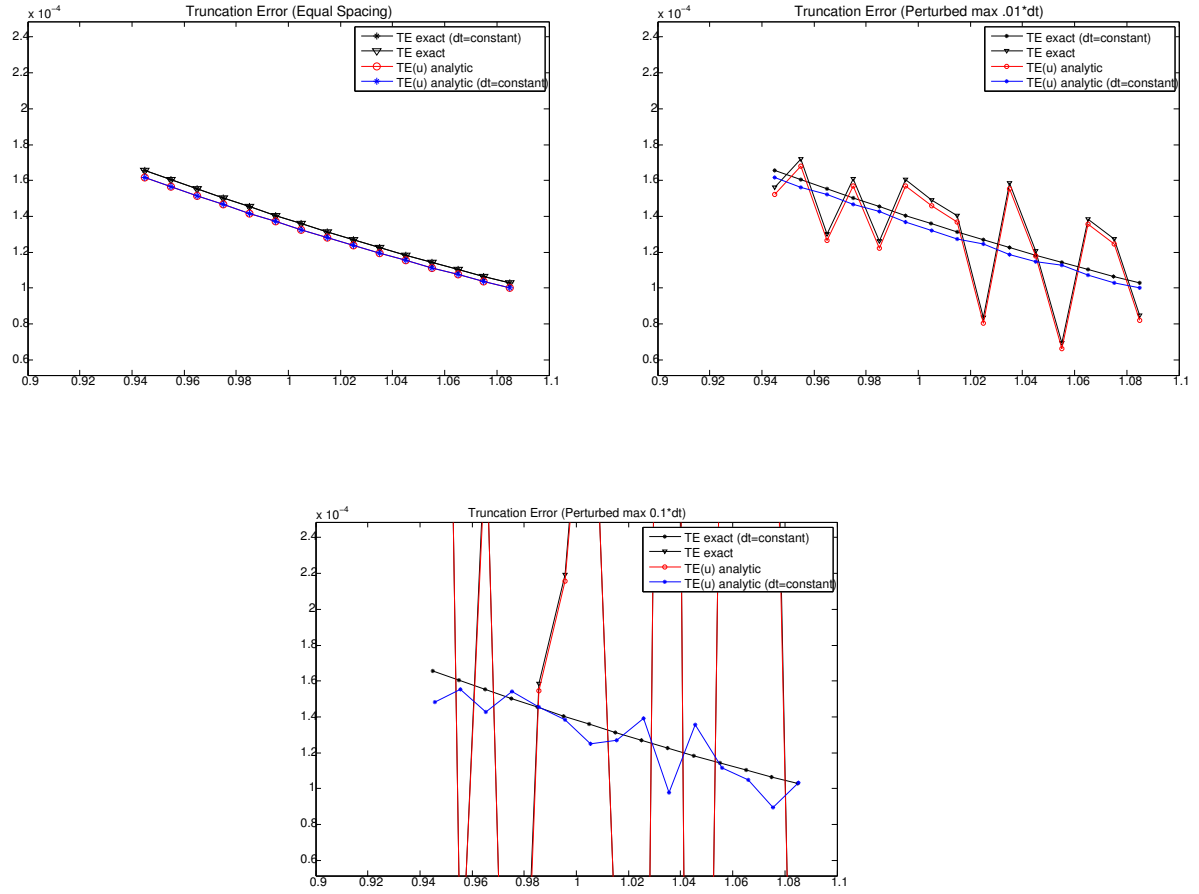 x 10⁻⁴
Truncation Error (Equal Spacing)
2.4
2.2
2
1.8
1.6
1.4
1.2
1
0.8
0.6
0.9 0.92 0.94 0.96 0.98 1 1.02 1.04 1.06 1.08 1.1
TE exact (dt=constant)
TE exact
TE(u) analytic
TE(u) analytic (dt=constant)
x 10⁻⁴
Truncation Error (Perturbed max .01*dt)
2.4
2.2
2
1.8
1.6
1.4
1.2
1
0.8
0.6
0.9 0.92 0.94 0.96 0.98 1 1.02 1.04 1.06 1.08 1.1
TE exact (dt=constant)
TE exact
TE(u) analytic
TE(u) analytic (dt=constant)
x 10⁻⁴
Truncation Error (Perturbed max 0.1*dt)
2.4
2.2
2
1.8
1.6
1.4
1.2
1
0.8
0.6
0.9 0.92 0.94 0.96 0.98 1 1.02 1.04 1.06 1.08 1.1
TE exact (dt=constant)
TE exact
TE(u) analytic
TE(u) analytic (dt=constant)